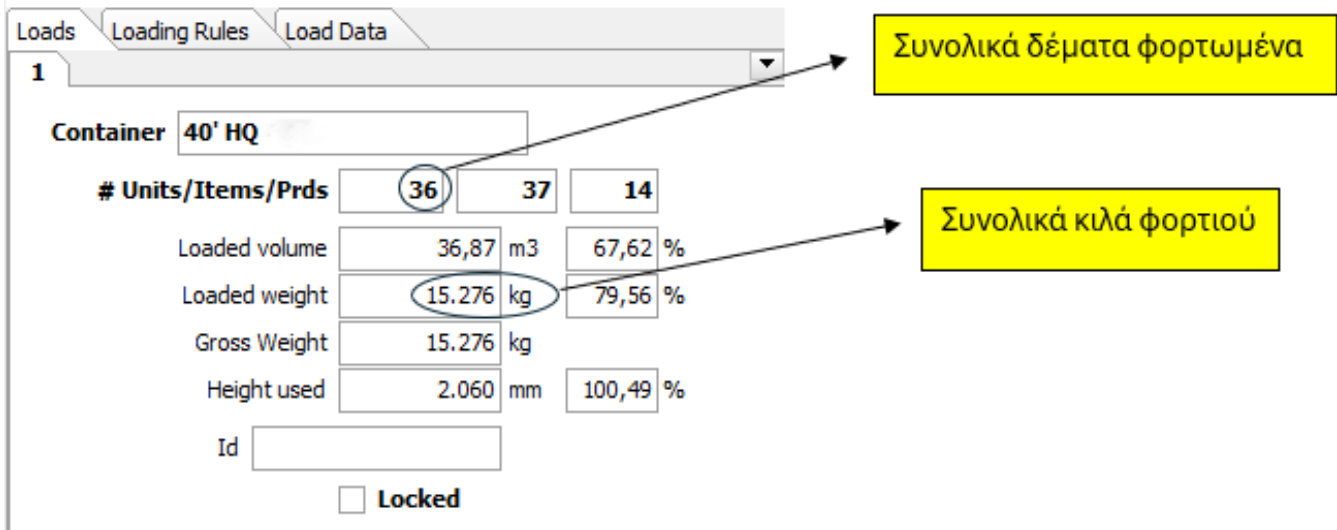 Loads Loading Rules Load Data
1
Container 40' HQ
# Units/Items/Prds 36 37 14
Loaded volume 36,87 m3 67,62 %
Loaded weight 15.276 kg 79,56 %
Gross Weight 15.276 kg
Height used 2.060 mm 100,49 %
Id
Locked
Συνολικά δέματα φορτωμένα
Συνολικά κιλά φορτιού